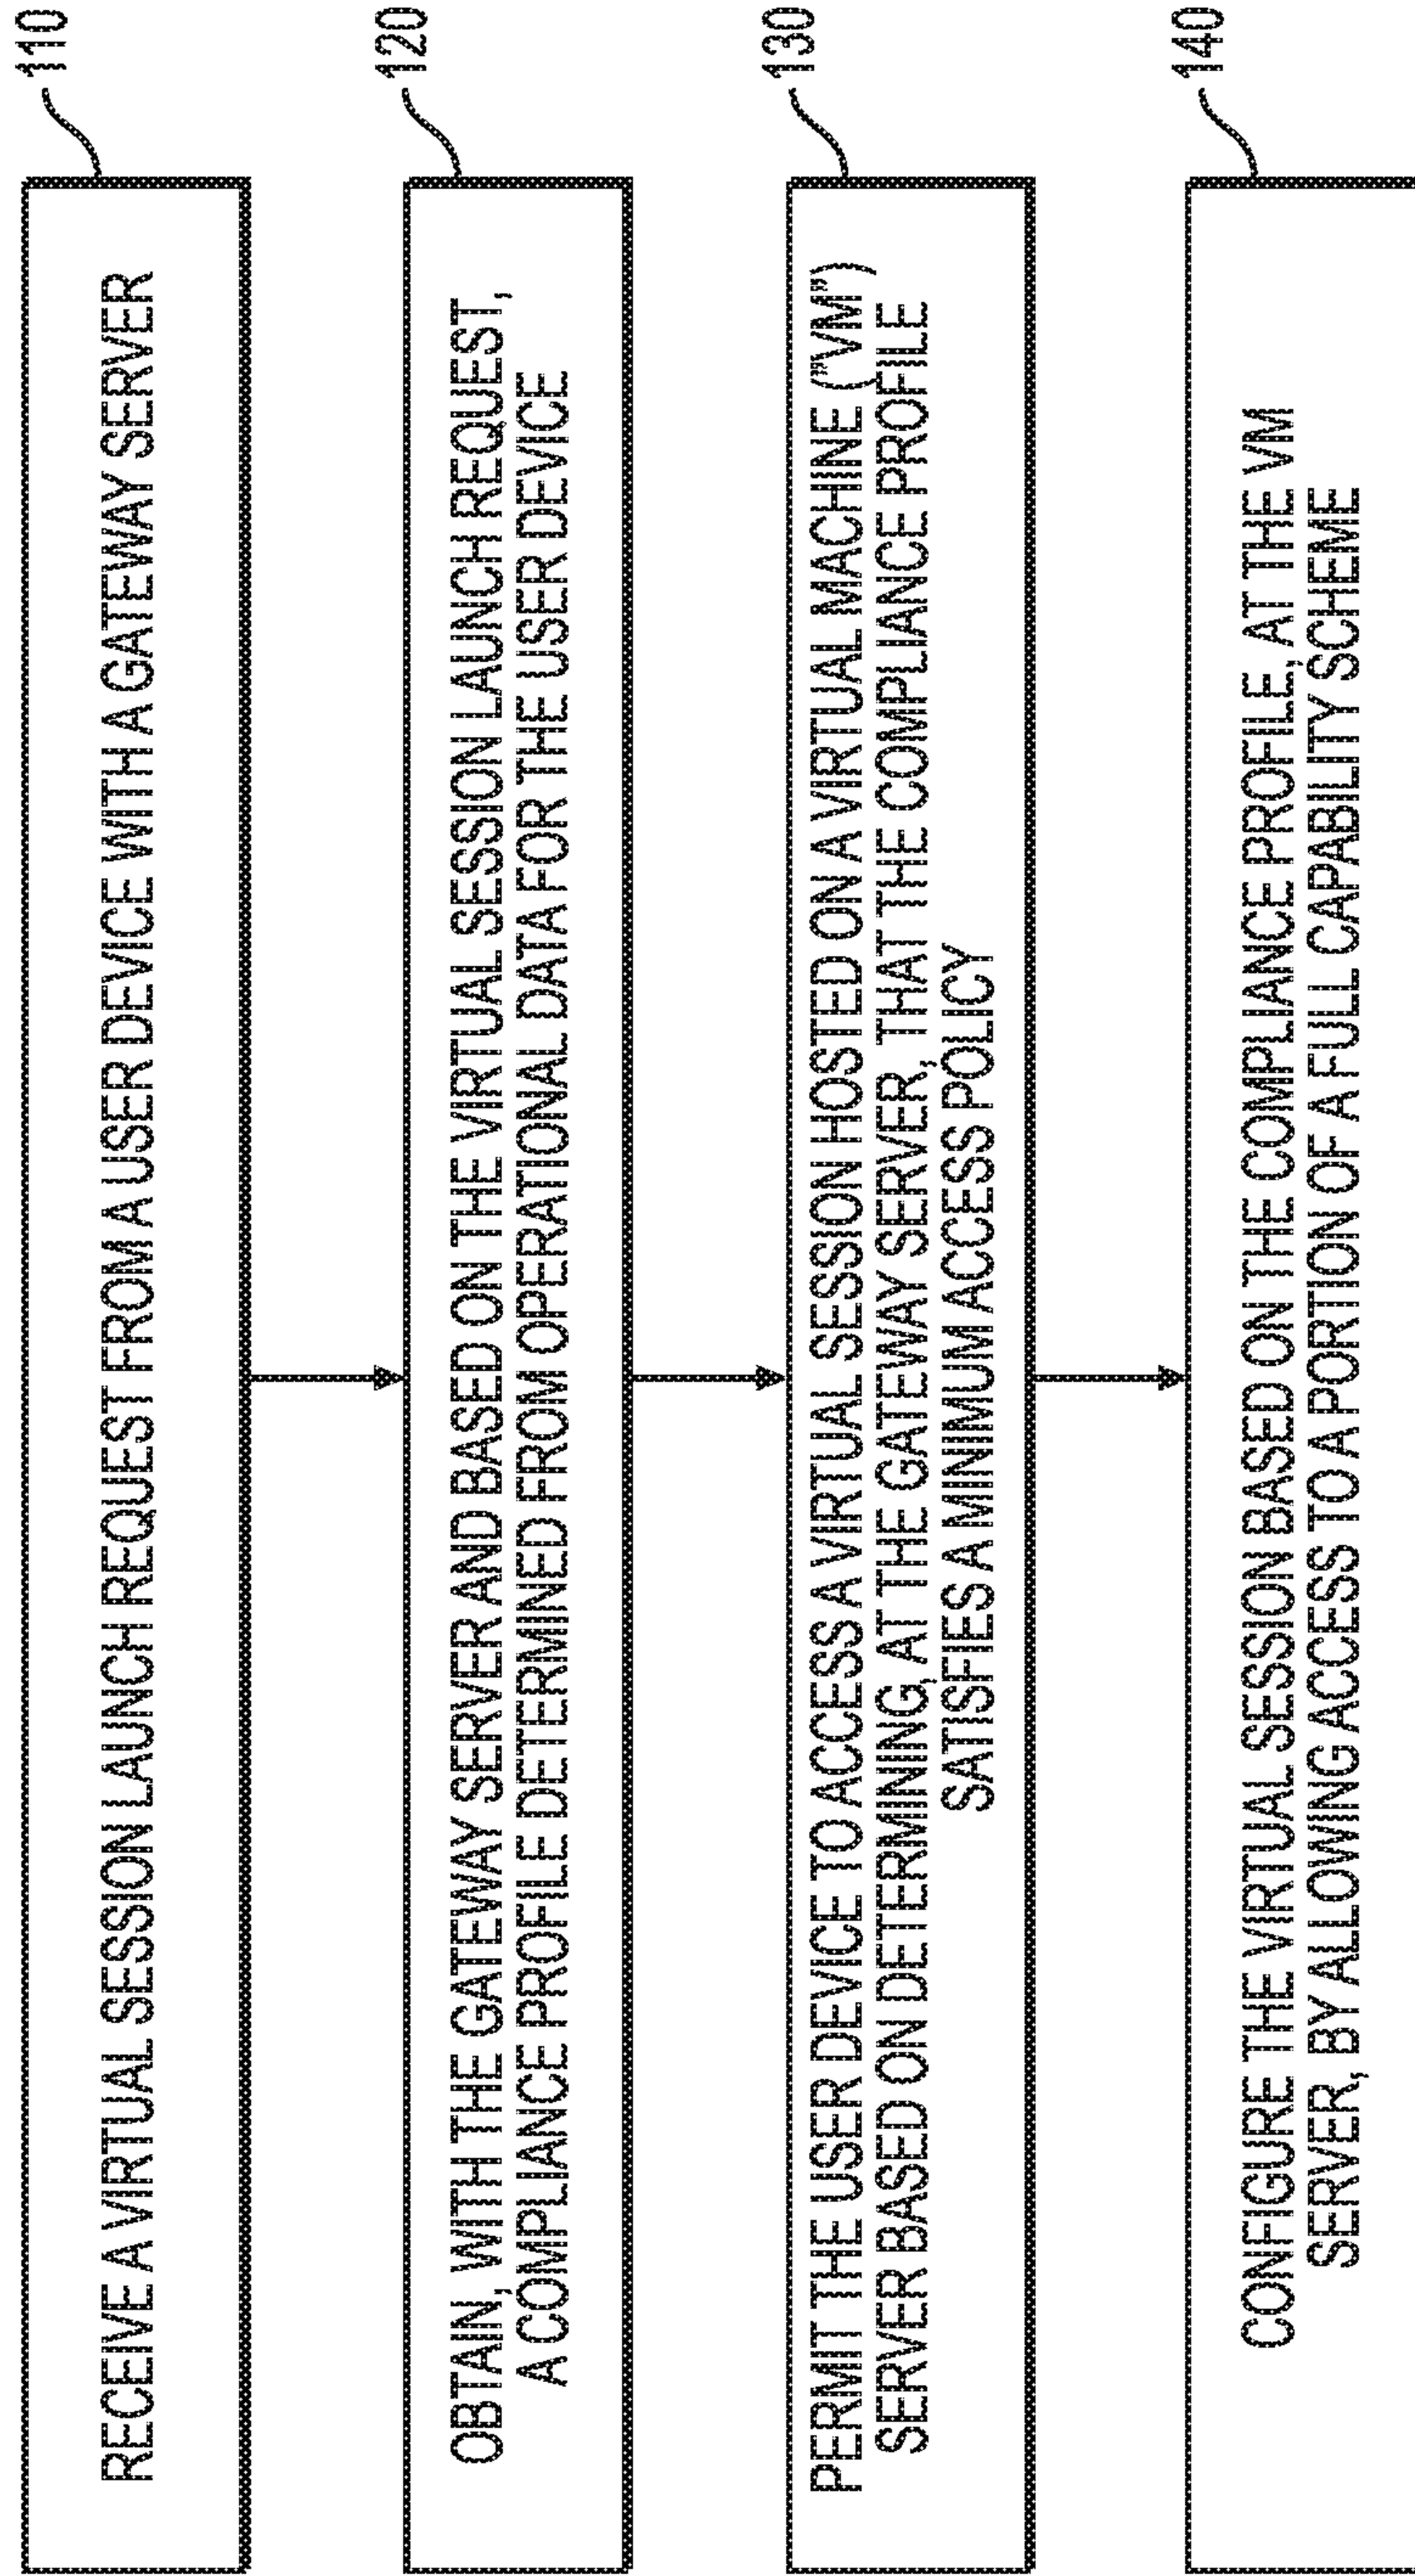 110
RECEIVE A VIRTUAL SESSION LAUNCH REQUEST FROM A USER DEVICE WITH A GATEWAY SERVER
120
OBTAIN, WITH THE GATEWAY SERVER AND BASED ON THE VIRTUAL SESSION LAUNCH REQUEST,
A COMPLIANCE PROFILE DETERMINED FROM OPERATIONAL DATA FOR THE USER DEVICE
130
PERMIT THE USER DEVICE TO ACCESS A VIRTUAL SESSION HOSTED ON A VIRTUAL MACHINE ("VM")
SERVER BASED ON DETERMINING, AT THE GATEWAY SERVER, THAT THE COMPLIANCE PROFILE
SATISFIES A MINIMUM ACCESS POLICY
140
CONFIGURE THE VIRTUAL SESSION BASED ON THE COMPLIANCE PROFILE, AT THE VM
SERVER, BY ALLOWING ACCESS TO A PORTION OF A FULL CAPABILITY SCHEME